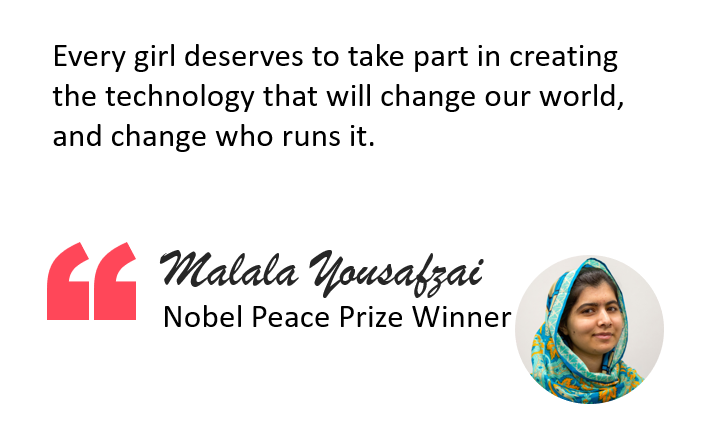 Every girl deserves to take part in creating
the technology that will change our world,
and change who runs it.
Malala Yousafzai
Nobel Peace Prize Winner